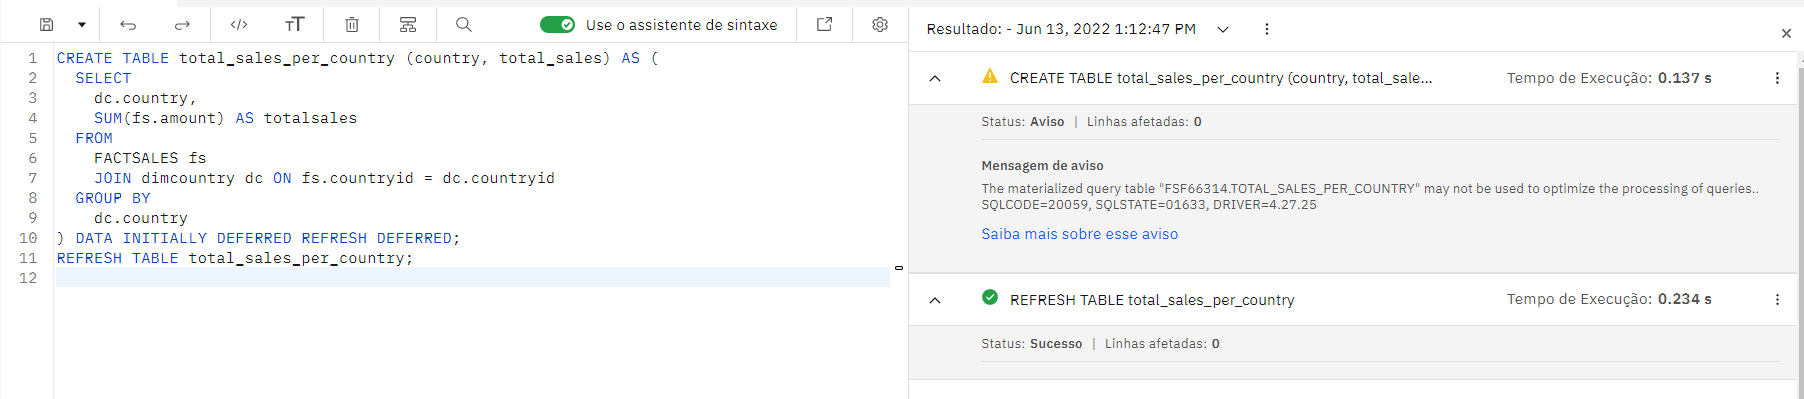 </> TT Use o assistente de sintaxe
1 CREATE TABLE total_sales_per_country (country, total_sales) AS (
2 SELECT
3 dc.country,
4 SUM(fs.amount) AS totalsales
5 FROM
6 FACTSALES fs
7 JOIN dimcountry dc ON fs.countryid = dc.countryid
8 GROUP BY
9 dc.country
10 ) DATA INITIALLY DEFERRED REFRESH DEFERRED;
11 REFRESH TABLE total_sales_per_country;
12
Resultado: - Jun 13, 2022 1:12:47 PM
CREATE TABLE total_sales_per_country (country, total_sale... Tempo de Execução: 0.137 s
Status: Aviso | Linhas afetadas: 0
Mensagem de aviso
The materialized query table "FSF66314.TOTAL_SALES_PER_COUNTRY" may not be used to optimize the processing of queries..
SQLCODE=20059, SQLSTATE=01633, DRIVER=4.27.25
Saiba mais sobre esse aviso
REFRESH TABLE total_sales_per_country Tempo de Execução: 0.234 s
Status: Sucesso | Linhas afetadas: 0